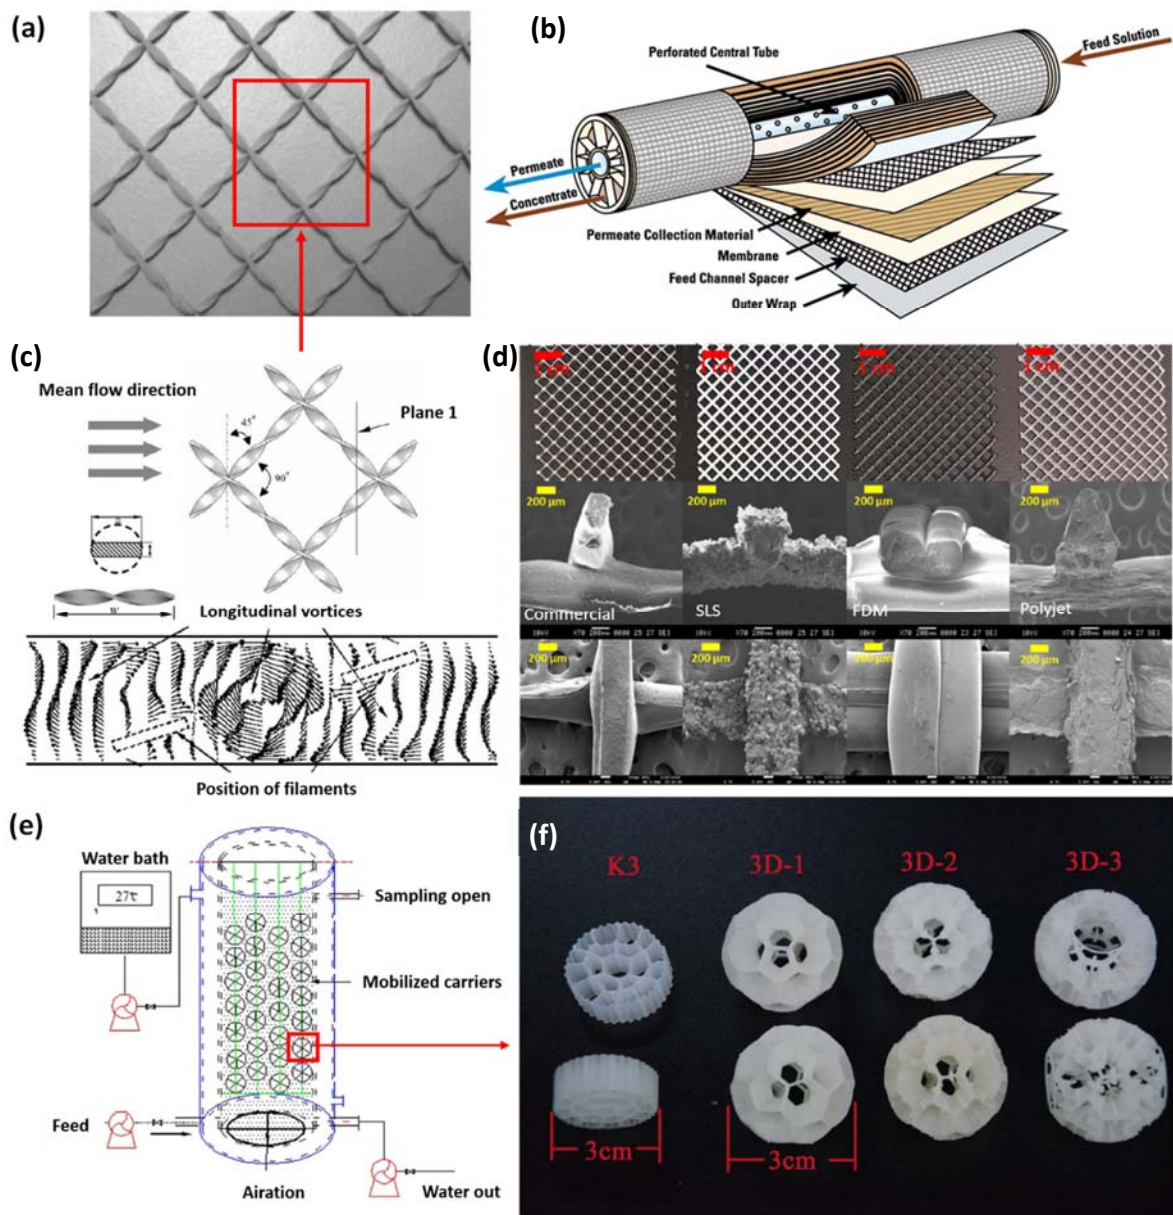 (a)
(b)
Perforated Central Tube
Feed Solution
Permeate
Concentrate
Permeate Collection Material
Membrane
Feed Channel Spacer
Outer Wrap
(c)
Mean flow direction
Plane 1
45°
90°
W
Longitudinal vortices
Position of filaments
(d)
1 cm
1 cm
1 cm
1 cm
200 µm
200 µm
200 µm
200 µm
Commercial
SLS
FDM
Polyjet
200 µm
200 µm
200 µm
200 µm
(e)
Water bath
27℃
Sampling open
Mobilized carriers
Feed
Airation
Water out
(f)
K3
3D-1
3D-2
3D-3
3cm
3cm